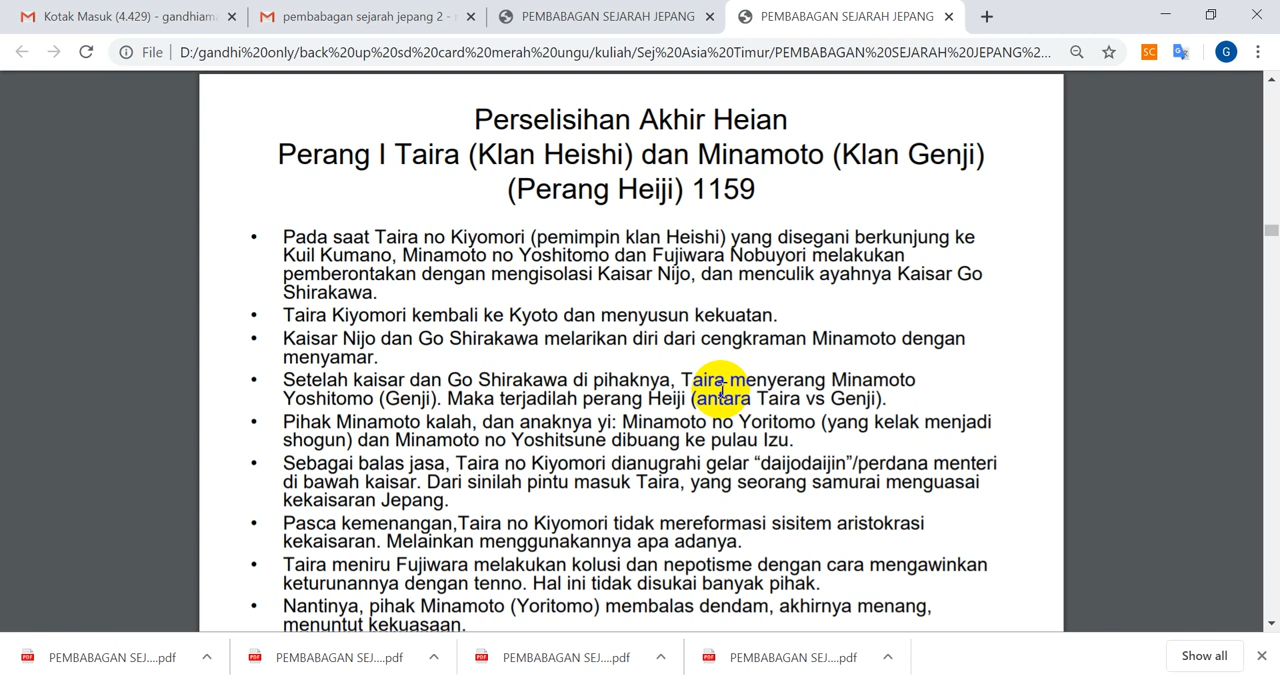 Kotak Masuk (4.429) - gandhiam
pembabagan sejarah jepang 2 -
PEMBABAGAN SEJARAH JEPANG
PEMBABAGAN SEJARAH JEPANG
File
D:/gandhi%20only/back%20up%20sd%20card%20merah%20ungu/kuliah/Sej%20Asia%20Timur/PEMBABAGAN%20SEJARAH%20JEPANG%2...
SC
G
Perselisihan Akhir Heian
Perang I Taira (Klan Heishi) dan Minamoto (Klan Genji)
(Perang Heiji) 1159
• Pada saat Taira no Kiyomori (pemimpin klan Heishi) yang disegani berkunjung ke
Kuil Kumano, Minamoto no Yoshitomo dan Fujiwara Nobuyori melakukan
pemberontakan dengan mengisolasi Kaisar Nijo, dan menculik ayahnya Kaisar Go
Shirakawa.
• Taira Kiyomori kembali ke Kyoto dan menyusun kekuatan.
• Kaisar Nijo dan Go Shirakawa melarikan diri dari cengkraman Minamoto dengan
menyamar.
• Setelah kaisar dan Go Shirakawa di pihaknya, Taira menyerang Minamoto
Yoshitomo (Genji). Maka terjadilah perang Heiji (antara Taira vs Genji).
• Pihak Minamoto kalah, dan anaknya yi: Minamoto no Yoritomo (yang kelak menjadi
shogun) dan Minamoto no Yoshitsune dibuang ke pulau Izu.
• Sebagai balas jasa, Taira no Kiyomori dianugrahi gelar “daijodaijin”/perdana menteri
di bawah kaisar. Dari sinilah pintu masuk Taira, yang seorang samurai menguasai
kekaisaran Jepang.
• Pasca kemenangan,Taira no Kiyomori tidak mereformasi sisitem aristokrasi
kekaisaran. Melainkan menggunakannya apa adanya.
• Taira meniru Fujiwara melakukan kolusi dan nepotisme dengan cara mengawinkan
keturunannya dengan tenno. Hal ini tidak disukai banyak pihak.
• Nantinya, pihak Minamoto (Yoritomo) membalas dendam, akhirnya menang,
menuntut kekuasaan.
PEMBABAGAN SEJ....pdf
PEMBABAGAN SEJ....pdf
PEMBABAGAN SEJ....pdf
PEMBABAGAN SEJ....pdf
Show all